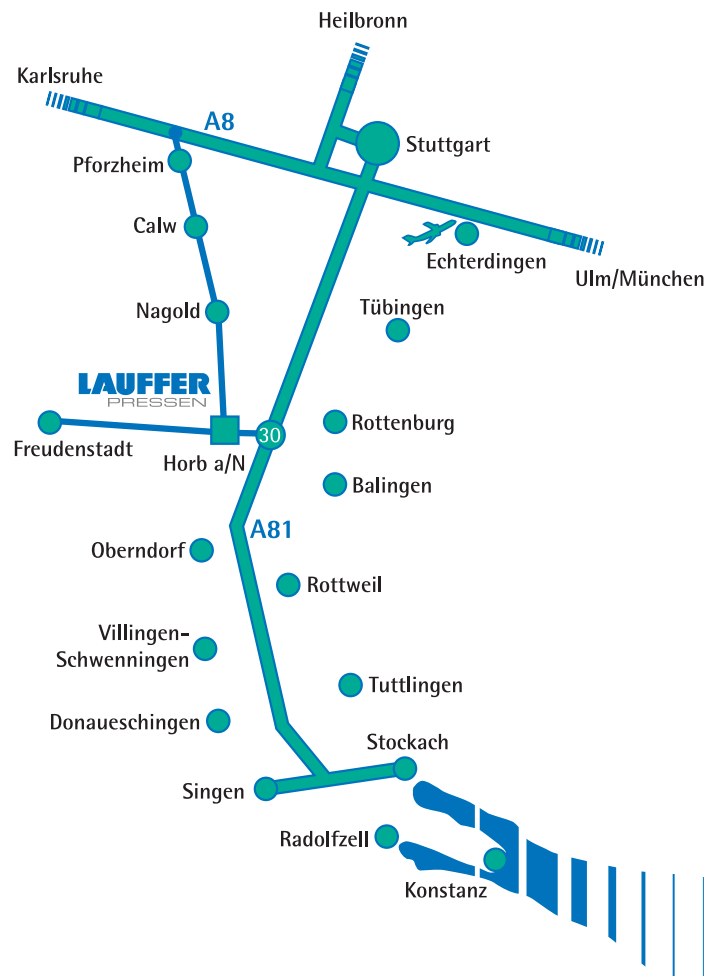 Heilbronn
Karlsruhe
A8
Stuttgart
Pforzheim
Calw
Echterdingen
Ulm/München
Nagold
Tübingen
LAUFFER
PRESSEN
30
Rottenburg
Freudenstadt
Horb a/N
Balingen
A81
Oberndorf
Rottweil
Villingen-
Schwenningen
Tuttlingen
Donaueschingen
Stockach
Singen
Radolfzell
Konstanz